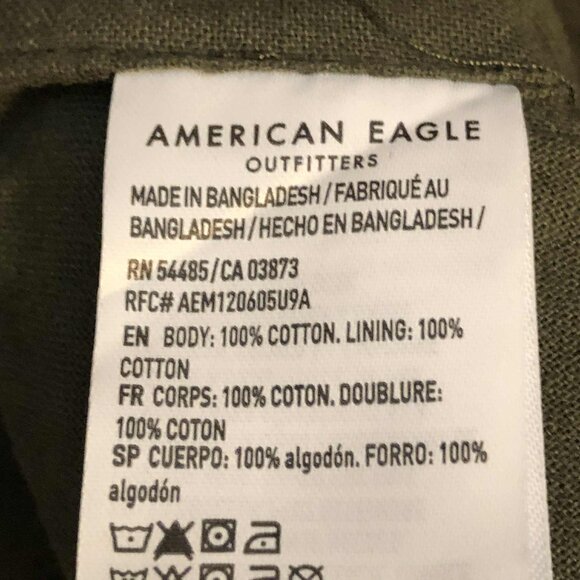 AMERICAN EAGLE
OUTFITTERS
MADE IN BANGLADESH / FABRIQUÉ AU
BANGLADESH / HECHO EN BANGLADESH /
RN 54485 / CA 03873
RFC# AEM120605U9A
EN BODY: 100% COTTON. LINING: 100%
COTTON
FR CORPS: 100% COTON. DOUBLURE:
100% COTON
SP CUERPO: 100% algodón. FORRO: 100%
algodón